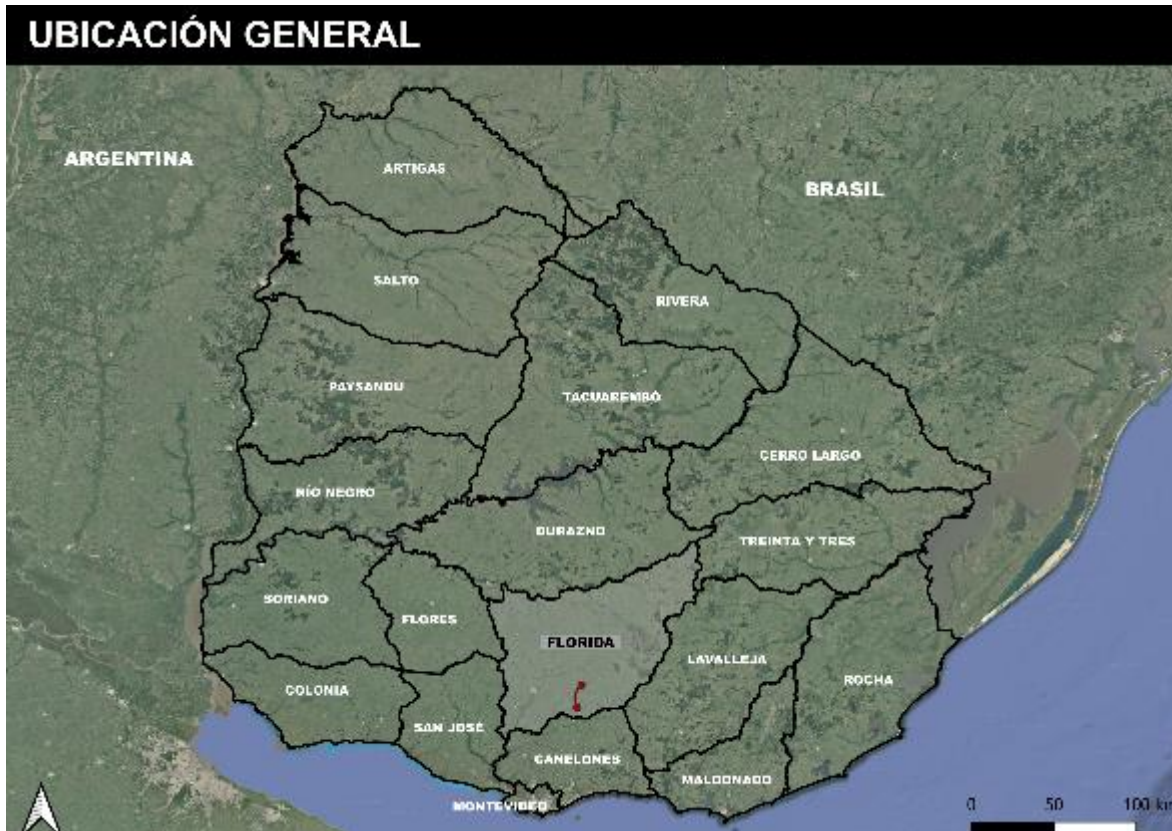 UBICACIÓN GENERAL
ARGENTINA
ARTIGAS
BRASIL
SALTO
RIVERA
PAYSANDU
TACUAREMBÓ
CERRO LARGO
RÍO NEGRO
DURAZNO
TREINTA Y TRES
SORIANO
FLORES
FLORIDA
LAVALLEJA
COLONIA
ROCHA
SAN JOSÉ
CANELONES
MALDONADO
MONTEVIDEO
0 50 100 km